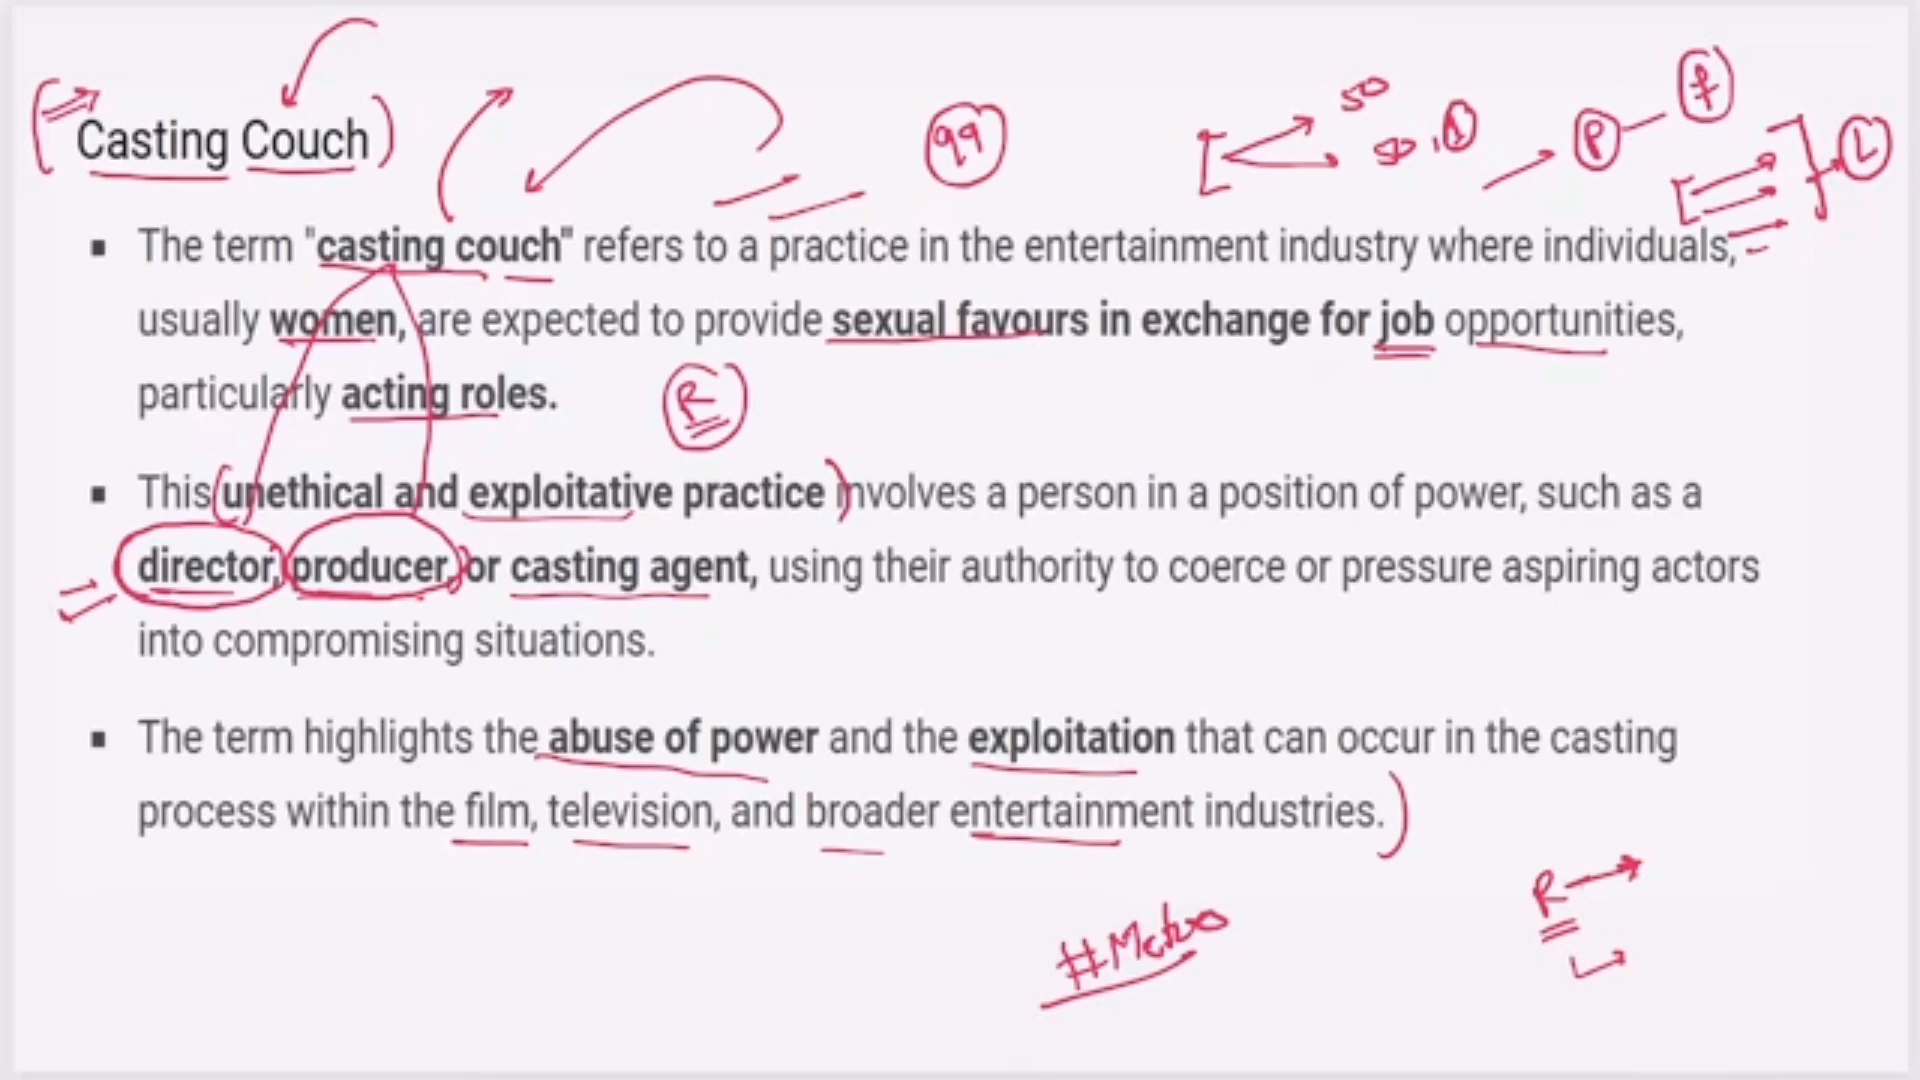 Casting Couch
99
50
50
P
L
▪ The term "casting couch" refers to a practice in the entertainment industry where individuals,
usually women, are expected to provide sexual favours in exchange for job opportunities,
particularly acting roles.
R
▪ This unethical and exploitative practice involves a person in a position of power, such as a
director, producer, or casting agent, using their authority to coerce or pressure aspiring actors
into compromising situations.
▪ The term highlights the abuse of power and the exploitation that can occur in the casting
process within the film, television, and broader entertainment industries.
R
#Metoo